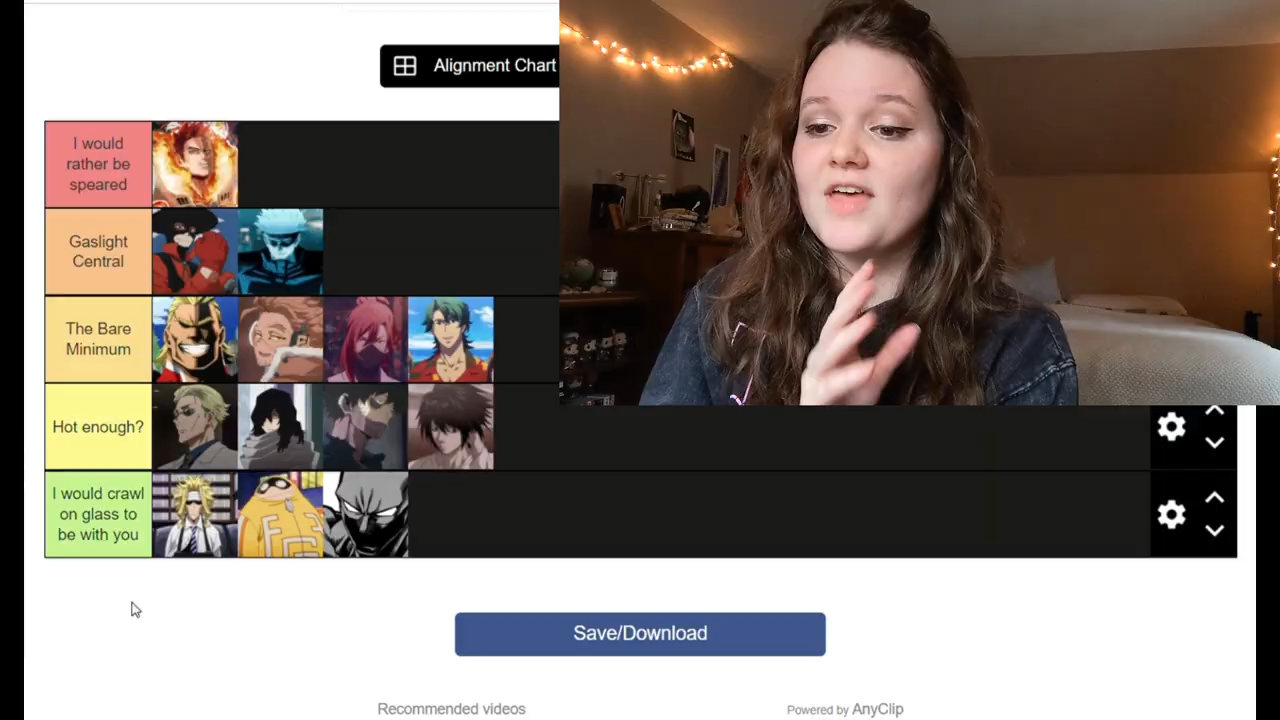 Alignment Chart
I would
rather be
speared
Gaslight
Central
The Bare
Minimum
Hot enough?
I would crawl
on glass to
be with you
Save/Download
Recommended videos
Powered by AnyClip